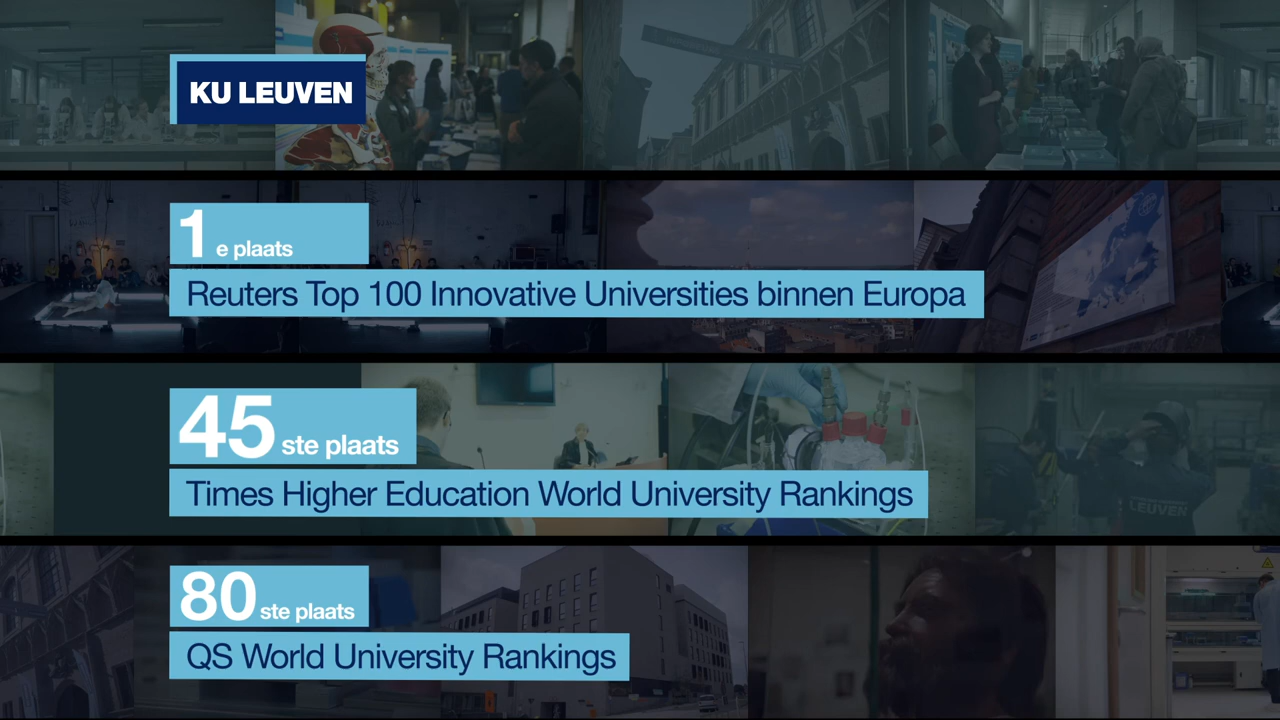 KU LEUVEN
1 e plaats
Reuters Top 100 Innovative Universities binnen Europa
45 ste plaats
Times Higher Education World University Rankings
LEUVEN
80 ste plaats
QS World University Rankings